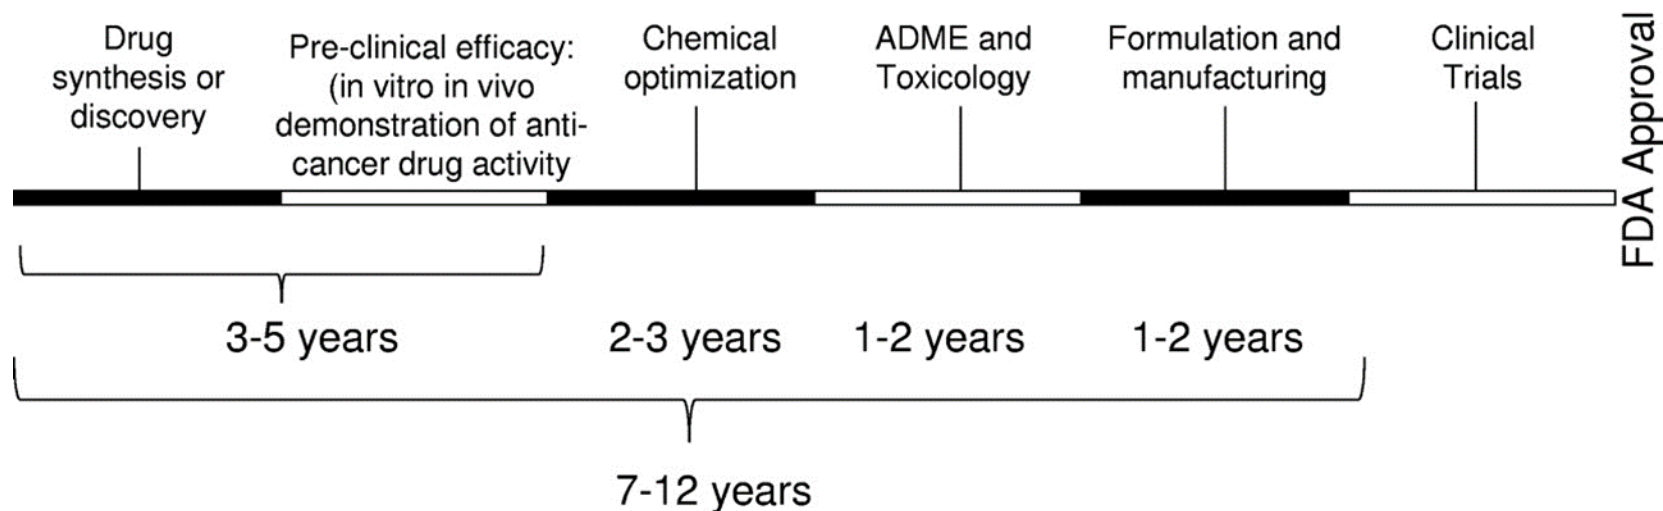 Drug
synthesis or
discovery
Pre-clinical efficacy:
(in vitro in vivo
demonstration of anti-
cancer drug activity
Chemical
optimization
ADME and
Toxicology
Formulation and
manufacturing
Clinical
Trials
FDA Approval
3-5 years
2-3 years
1-2 years
1-2 years
7-12 years